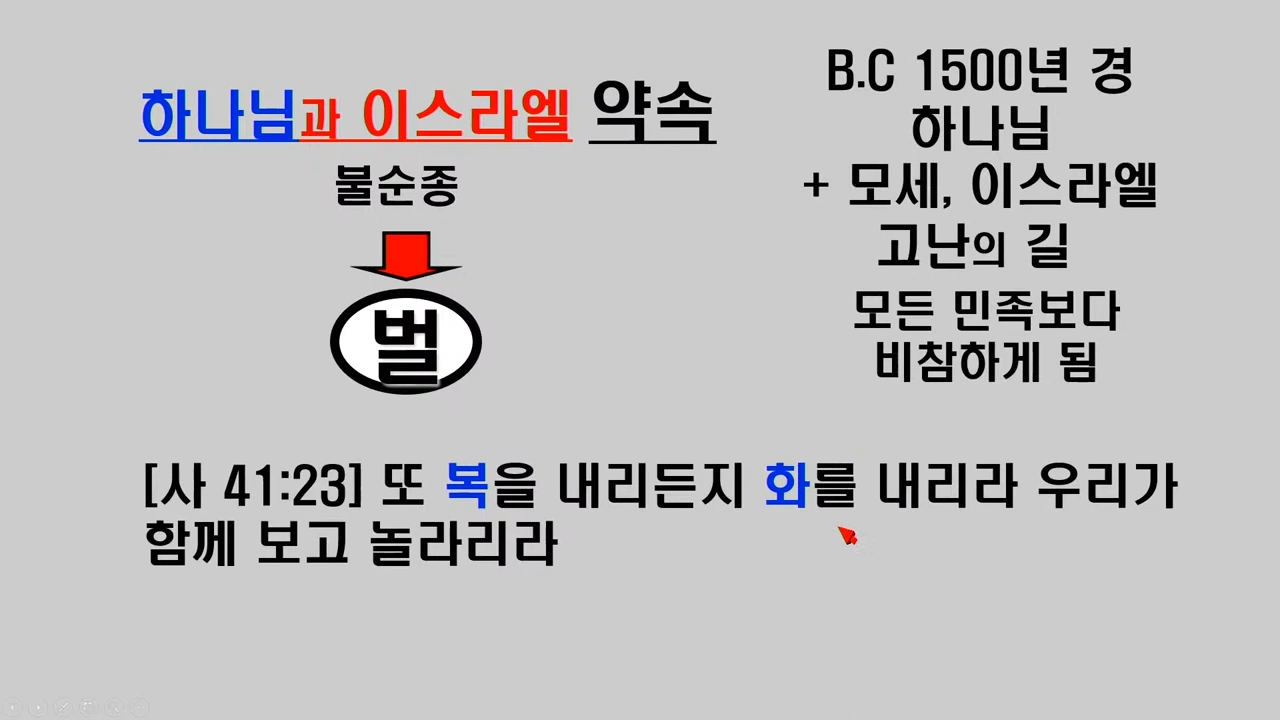 하나님과 이스라엘 약속
불순종
벌
B.C 1500년 경
하나님
+ 모세, 이스라엘
고난의 길
모든 민족보다
비참하게 됨
[사 41:23] 또 복을 내리든지 화를 내리라 우리가
함께 보고 놀라리라